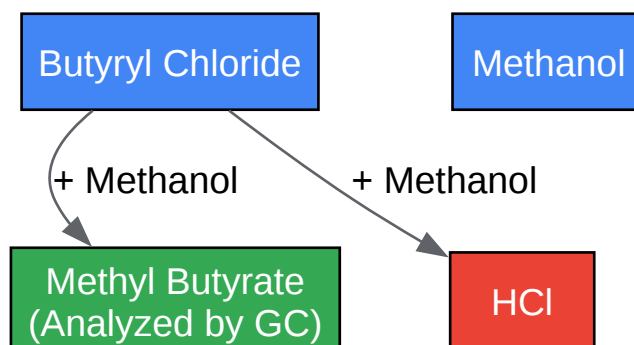 Butyryl Chloride
Methanol
+ Methanol
+ Methanol
Methyl Butyrate
(Analyzed by GC)
HCl